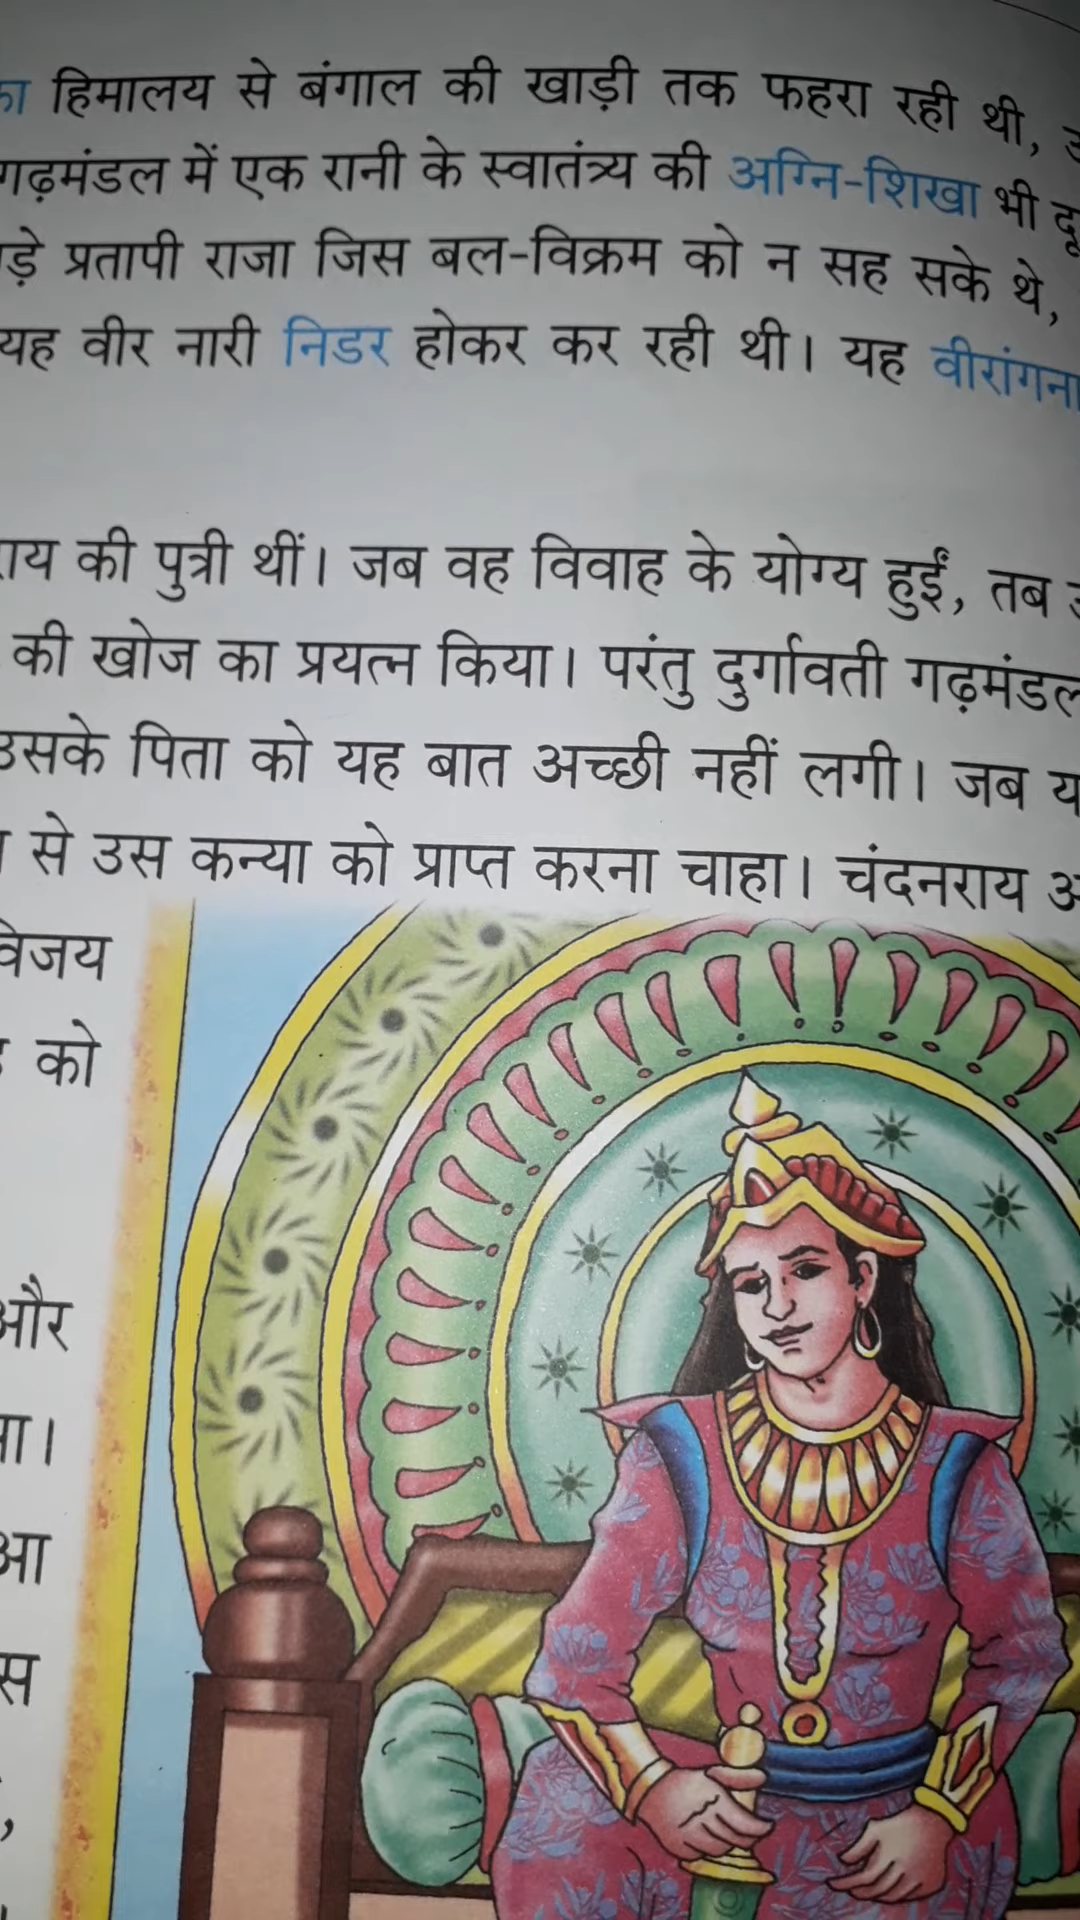 हिमालय से बंगाल की खाड़ी तक फहरा रही थी,
गढ़मंडल में एक रानी के स्वातंत्र्य की अग्नि-शिखा भी
प्रतापी राजा जिस बल-विक्रम को न सह सके थे,
यह वीर नारी निडर होकर कर रही थी। यह वीरांगना
की पुत्री थीं। जब वह विवाह के योग्य हुईं, तब
की खोज का प्रयत्न किया। परंतु दुर्गावती गढ़मंडल
उसके पिता को यह बात अच्छी नहीं लगी। जब
से उस कन्या को प्राप्त करना चाहा। चंदनराय
विजय
को
और